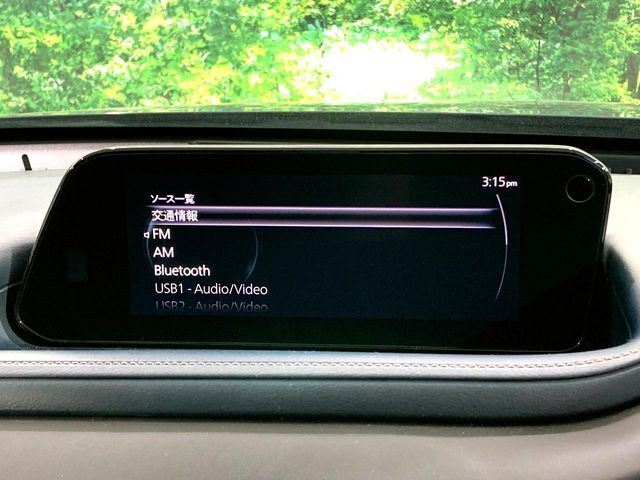 3:15pm
ソース一覧
交通情報
FM
AM
Bluetooth
USB1 - Audio/Video
USB2 - Audio/Video